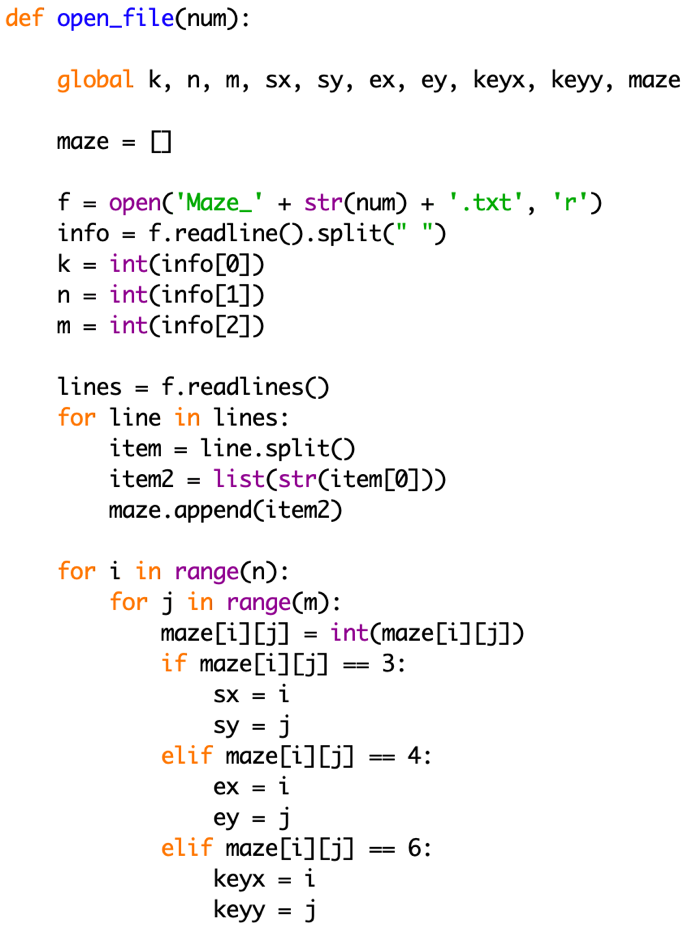 def open_file(num):
    global k, n, m, sx, sy, ex, ey, keyx, keyy, maze
    maze = []
    f = open('Maze_' + str(num) + '.txt', 'r')
    info = f.readline().split(" ")
    k = int(info[0])
    n = int(info[1])
    m = int(info[2])
    lines = f.readlines()
    for line in lines:
        item = line.split()
        item2 = list(str(item[0]))
        maze.append(item2)
    for i in range(n):
        for j in range(m):
            maze[i][j] = int(maze[i][j])
            if maze[i][j] == 3:
                sx = i
                sy = j
            elif maze[i][j] == 4:
                ex = i
                ey = j
            elif maze[i][j] == 6:
                keyx = i
                keyy = j